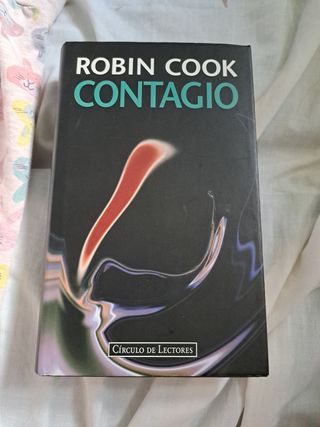 ROBIN COOK
CONTAGIO
CÍRCULO DE LECTORES